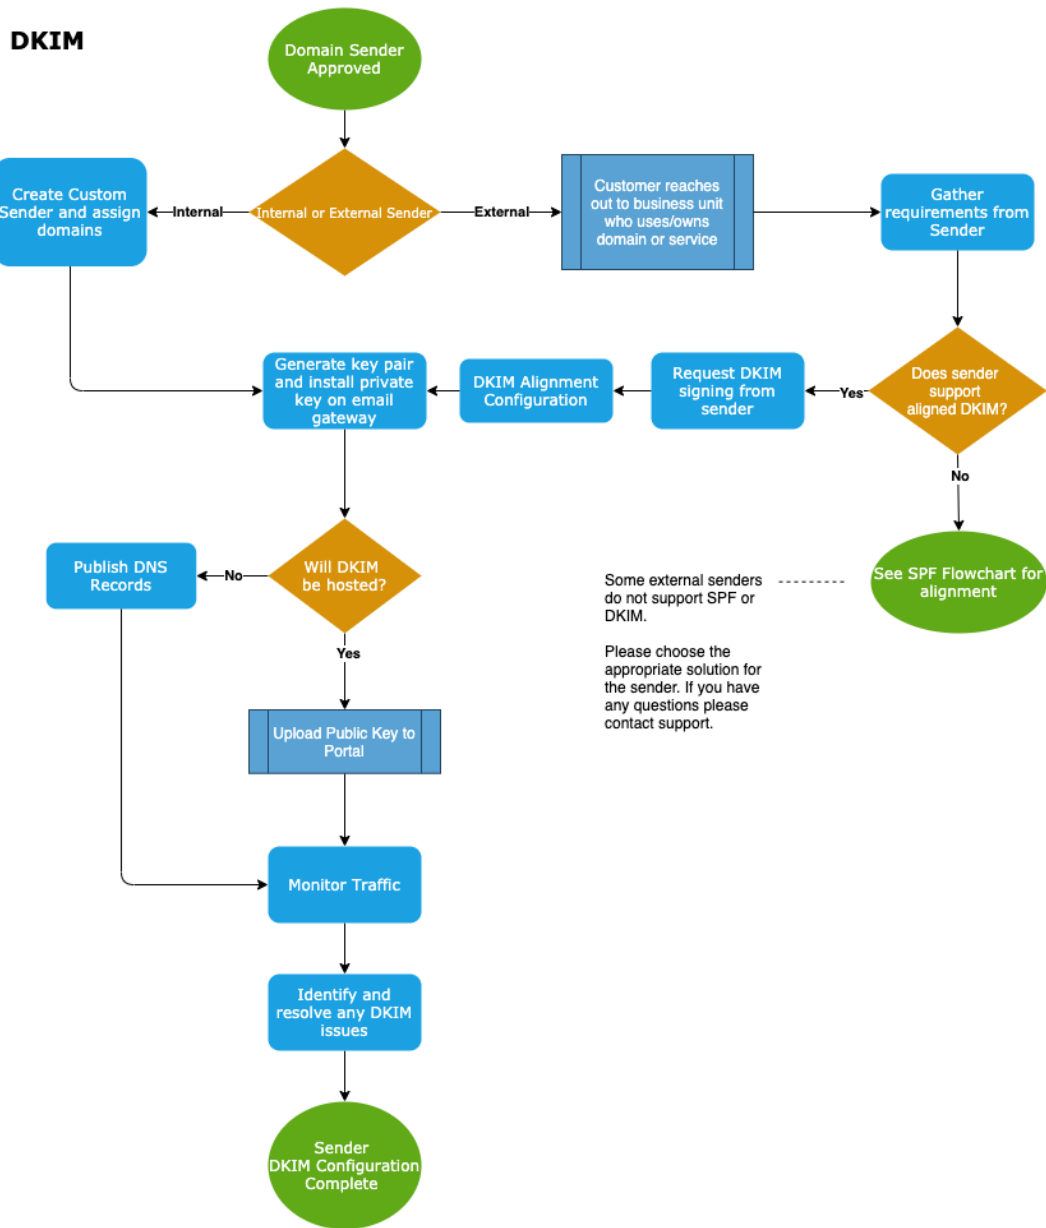 DKIM
Domain Sender
Approved
Create Custom
Sender and assign
domains
Internal
Internal or External Sender
External
Customer reaches
out to business unit
who uses/owns
domain or service
Gather
requirements from
Sender
Generate key pair
and install private
key on email
gateway
DKIM Alignment
Configuration
Request DKIM
signing from
sender
Yes
Does sender
support
aligned DKIM?
No
Publish DNS
Records
No
Will DKIM
be hosted?
Yes
Some external senders
do not support SPF or
DKIM.
Please choose the
appropriate solution for
the sender. If you have
any questions please
contact support.
See SPF Flowchart for
alignment
Upload Public Key to
Portal
Monitor Traffic
Identify and
resolve any DKIM
issues
Sender
DKIM Configuration
Complete